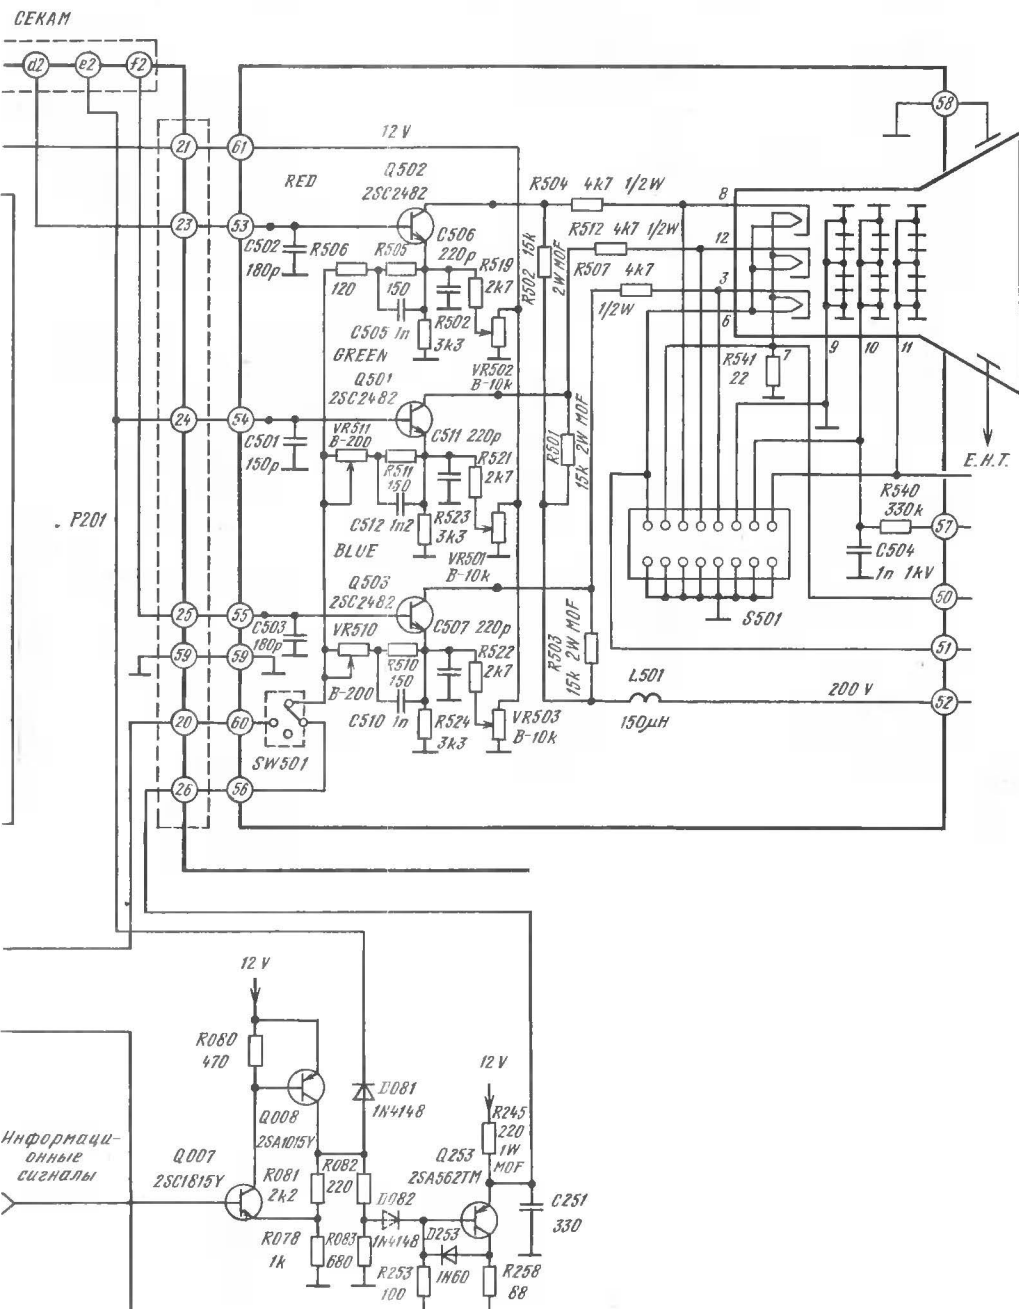 СЕКАМ
d2
e2
f2
58
21
61
12 V
Q502
2SC2482
RED
R504 4k7 1/2W
8
23
53
C502
180p
R506
120
R505
150
C506
220p
R519
2k7
R502 15k
2W MOF
R512 4k7 1/2W
12
R507 4k7
1/2W
3
6
C505 1n
R502
3k3
VR502
B-10k
GREEN
Q501
2SC2482
R541
22
7
9
10
11
24
54
C501
150p
VR511
B-200
R511
150
C511 220p
R521
2k7
R501
15k 2W MOF
E.H.T.
R540
330k
57
P201
C512 1n2
R523
3k3
VR501
B-10k
C504
1n 1kV
BLUE
Q503
2SC2482
S501
50
25
55
C503
180p
VR510
B-200
R510
150
C507 220p
R522
2k7
R503
15k 2W MOF
51
59
59
L501
150µH
200 V
52
20
60
C510 1n
R524
3k3
VR503
B-10k
SW501
26
56
12 V
R080
470
12 V
D081
1N4148
Q008
2SA1015Y
R245
220
1W
MOF
Информаци-
онные
сигналы
Q007
2SC1815Y
R081
2k2
R082
220
Q253
2SA562TM
D082
1N4148
C251
330
R078
1k
R083
680
D253
1N60
R253
100
R258
68